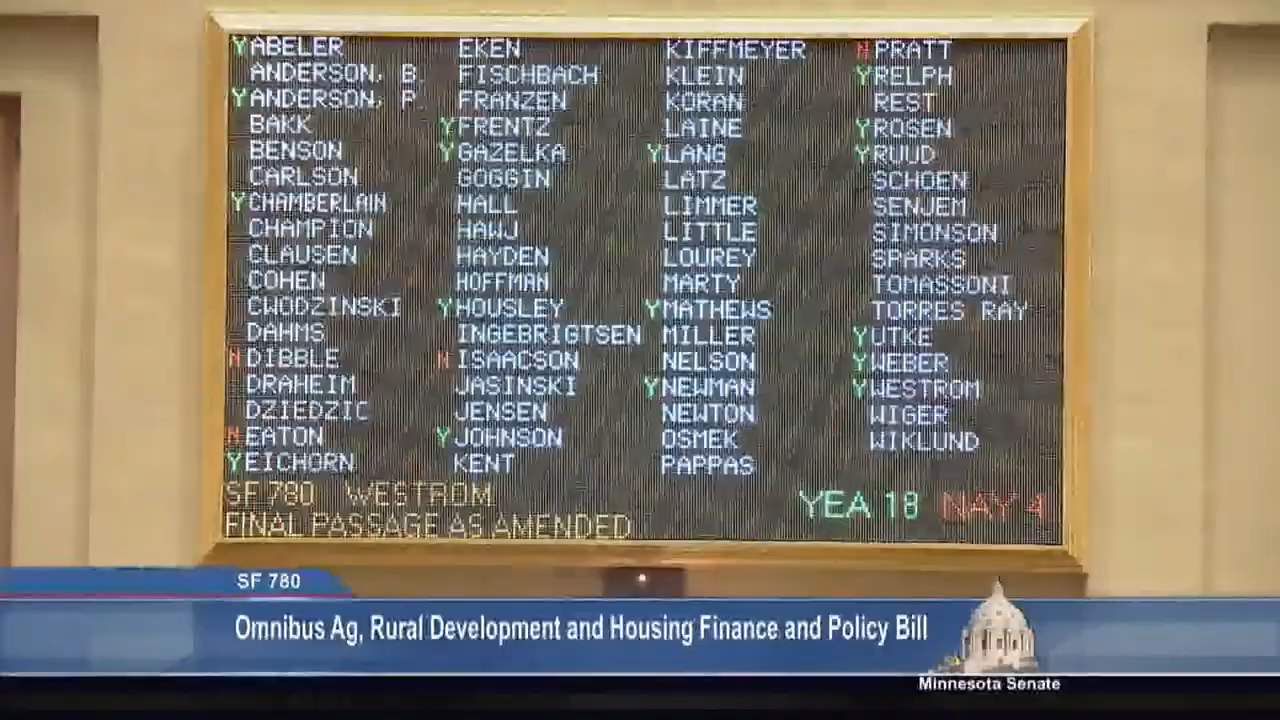 Y ABELER EKEN KIFFMEYER N PRATT
ANDERSON, B. FISCHBACH KLEIN Y RELPH
Y ANDERSON, P. FRANZEN KORAN REST
BAKK Y FRENTZ LAINE Y ROSEN
BENSON Y GAZELKA Y LANG Y RUUD
CARLSON GOGGIN LATZ SCHOEN
Y CHAMBERLAIN HALL LIMMER SENJEM
CHAMPION HAWJ LITTLE SIMONSON
CLAUSEN HAYDEN LOUREY SPARKS
COHEN HOFFMAN MARTY TOMASSONI
CWODZINSKI Y HOUSLEY Y MATHEWS TORRES RAY
DAHMS INGEBRIGTSEN MILLER Y UTKE
N DIBBLE N ISAACSON NELSON Y WEBER
DRAHEIM JASINSKI Y NEWMAN Y WESTROM
DZIEDZIC JENSEN NEWTON WIGER
N EATON Y JOHNSON OSMEK WIKLUND
Y EICHORN KENT PAPPAS
SF 780 WESTROM YEA 18 NAY 4
FINAL PASSAGE AS AMENDED
SF 780
Omnibus Ag, Rural Development and Housing Finance and Policy Bill
Minnesota Senate